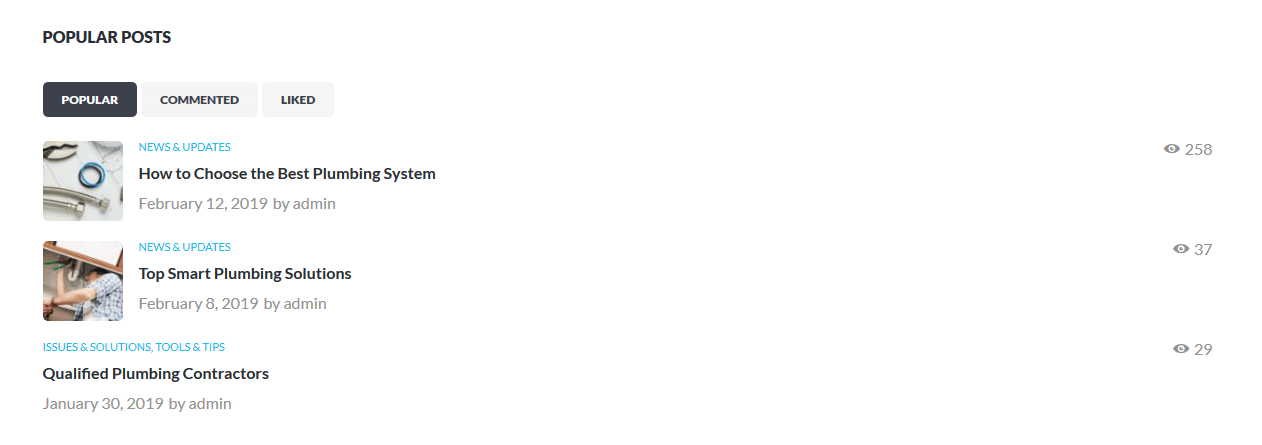 POPULAR POSTS
POPULAR COMMENTED LIKED
NEWS & UPDATES 258
How to Choose the Best Plumbing System
February 12, 2019 by admin
NEWS & UPDATES 37
Top Smart Plumbing Solutions
February 8, 2019 by admin
ISSUES & SOLUTIONS, TOOLS & TIPS 29
Qualified Plumbing Contractors
January 30, 2019 by admin